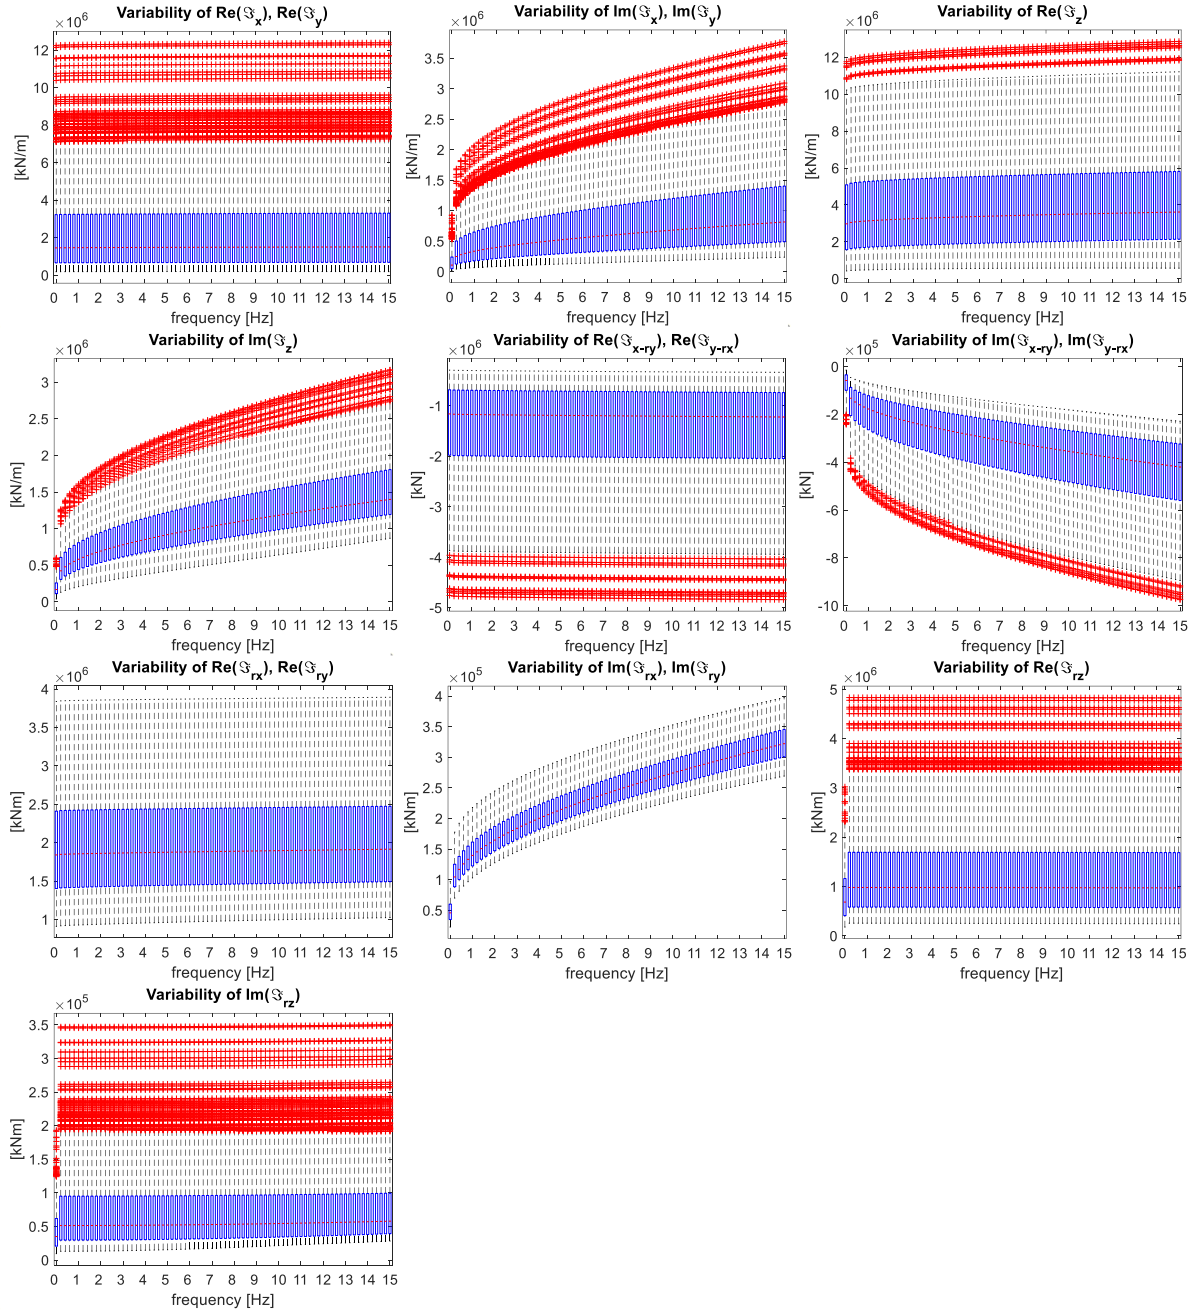 Variability of Re(ℑx), Re(ℑy)
×10^6
12
10
8
6
4
2
0
[kN/m]
0 1 2 3 4 5 6 7 8 9 10 11 12 13 14 15
frequency [Hz]
Variability of Im(ℑx), Im(ℑy)
×10^6
3.5
3
2.5
2
1.5
1
0.5
0
[kN/m]
0 1 2 3 4 5 6 7 8 9 10 11 12 13 14 15
frequency [Hz]
Variability of Re(ℑz)
×10^6
12
10
8
6
4
2
0
[kN/m]
0 1 2 3 4 5 6 7 8 9 10 11 12 13 14 15
frequency [Hz]
Variability of Im(ℑz)
×10^6
3
2.5
2
1.5
1
0.5
0
[kN/m]
0 1 2 3 4 5 6 7 8 9 10 11 12 13 14 15
frequency [Hz]
Variability of Re(ℑx-ry), Re(ℑy-rx)
×10^6
-1
-2
-3
-4
-5
[kN]
0 1 2 3 4 5 6 7 8 9 10 11 12 13 14 15
frequency [Hz]
Variability of Im(ℑx-ry), Im(ℑy-rx)
×10^5
0
-2
-4
-6
-8
-10
[kN]
0 1 2 3 4 5 6 7 8 9 10 11 12 13 14 15
frequency [Hz]
Variability of Re(ℑrx), Re(ℑry)
×10^6
4
3.5
3
2.5
2
1.5
1
[kNm]
0 1 2 3 4 5 6 7 8 9 10 11 12 13 14 15
frequency [Hz]
Variability of Im(ℑrx), Im(ℑry)
×10^5
4
3.5
3
2.5
2
1.5
1
0.5
[kNm]
0 1 2 3 4 5 6 7 8 9 10 11 12 13 14 15
frequency [Hz]
Variability of Re(ℑrz)
×10^6
5
4
3
2
1
0
[kNm]
0 1 2 3 4 5 6 7 8 9 10 11 12 13 14 15
frequency [Hz]
Variability of Im(ℑrz)
×10^5
3.5
3
2.5
2
1.5
1
0.5
0
[kNm]
0 1 2 3 4 5 6 7 8 9 10 11 12 13 14 15
frequency [Hz]